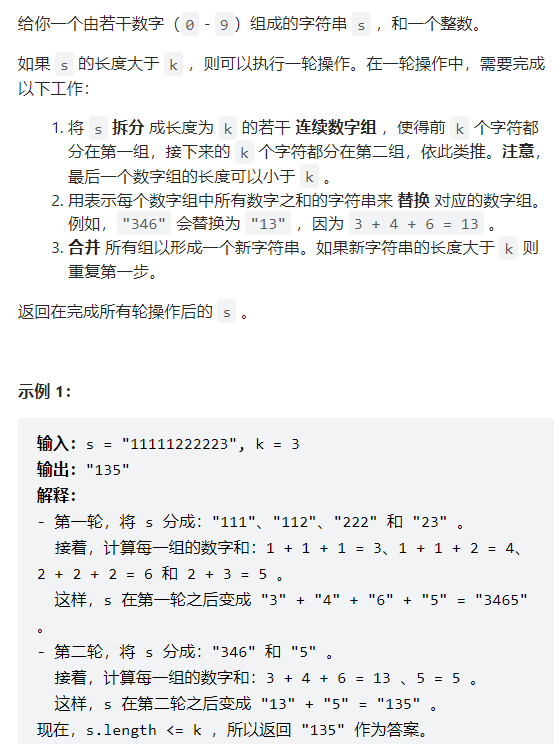 给你一个由若干数字（0 - 9）组成的字符串 s ，和一个整数。
如果 s 的长度大于 k ，则可以执行一轮操作。在一轮操作中，需要完成
以下工作：
1. 将 s 拆分 成长度为 k 的若干 连续数字组 ，使得前 k 个字符都
分在第一组，接下来的 k 个字符都分在第二组，依此类推。注意，
最后一个数字组的长度可以小于 k 。
2. 用表示每个数字组中所有数字之和的字符串来 替换 对应的数字组。
例如，"346" 会替换为 "13" ，因为 3 + 4 + 6 = 13 。
3. 合并 所有组以形成一个新字符串。如果新字符串的长度大于 k 则
重复第一步。
返回在完成所有轮操作后的 s 。
示例 1：
输入：s = "11111222223", k = 3
输出："135"
解释：
- 第一轮，将 s 分成："111"、"112"、"222" 和 "23" 。
接着，计算每一组的数字和：1 + 1 + 1 = 3、1 + 1 + 2 = 4、
2 + 2 + 2 = 6 和 2 + 3 = 5 。
这样，s 在第一轮之后变成 "3" + "4" + "6" + "5" = "3465"
。
- 第二轮，将 s 分成："346" 和 "5" 。
接着，计算每一组的数字和：3 + 4 + 6 = 13 、5 = 5 。
这样，s 在第二轮之后变成 "13" + "5" = "135" 。
现在，s.length <= k ，所以返回 "135" 作为答案。